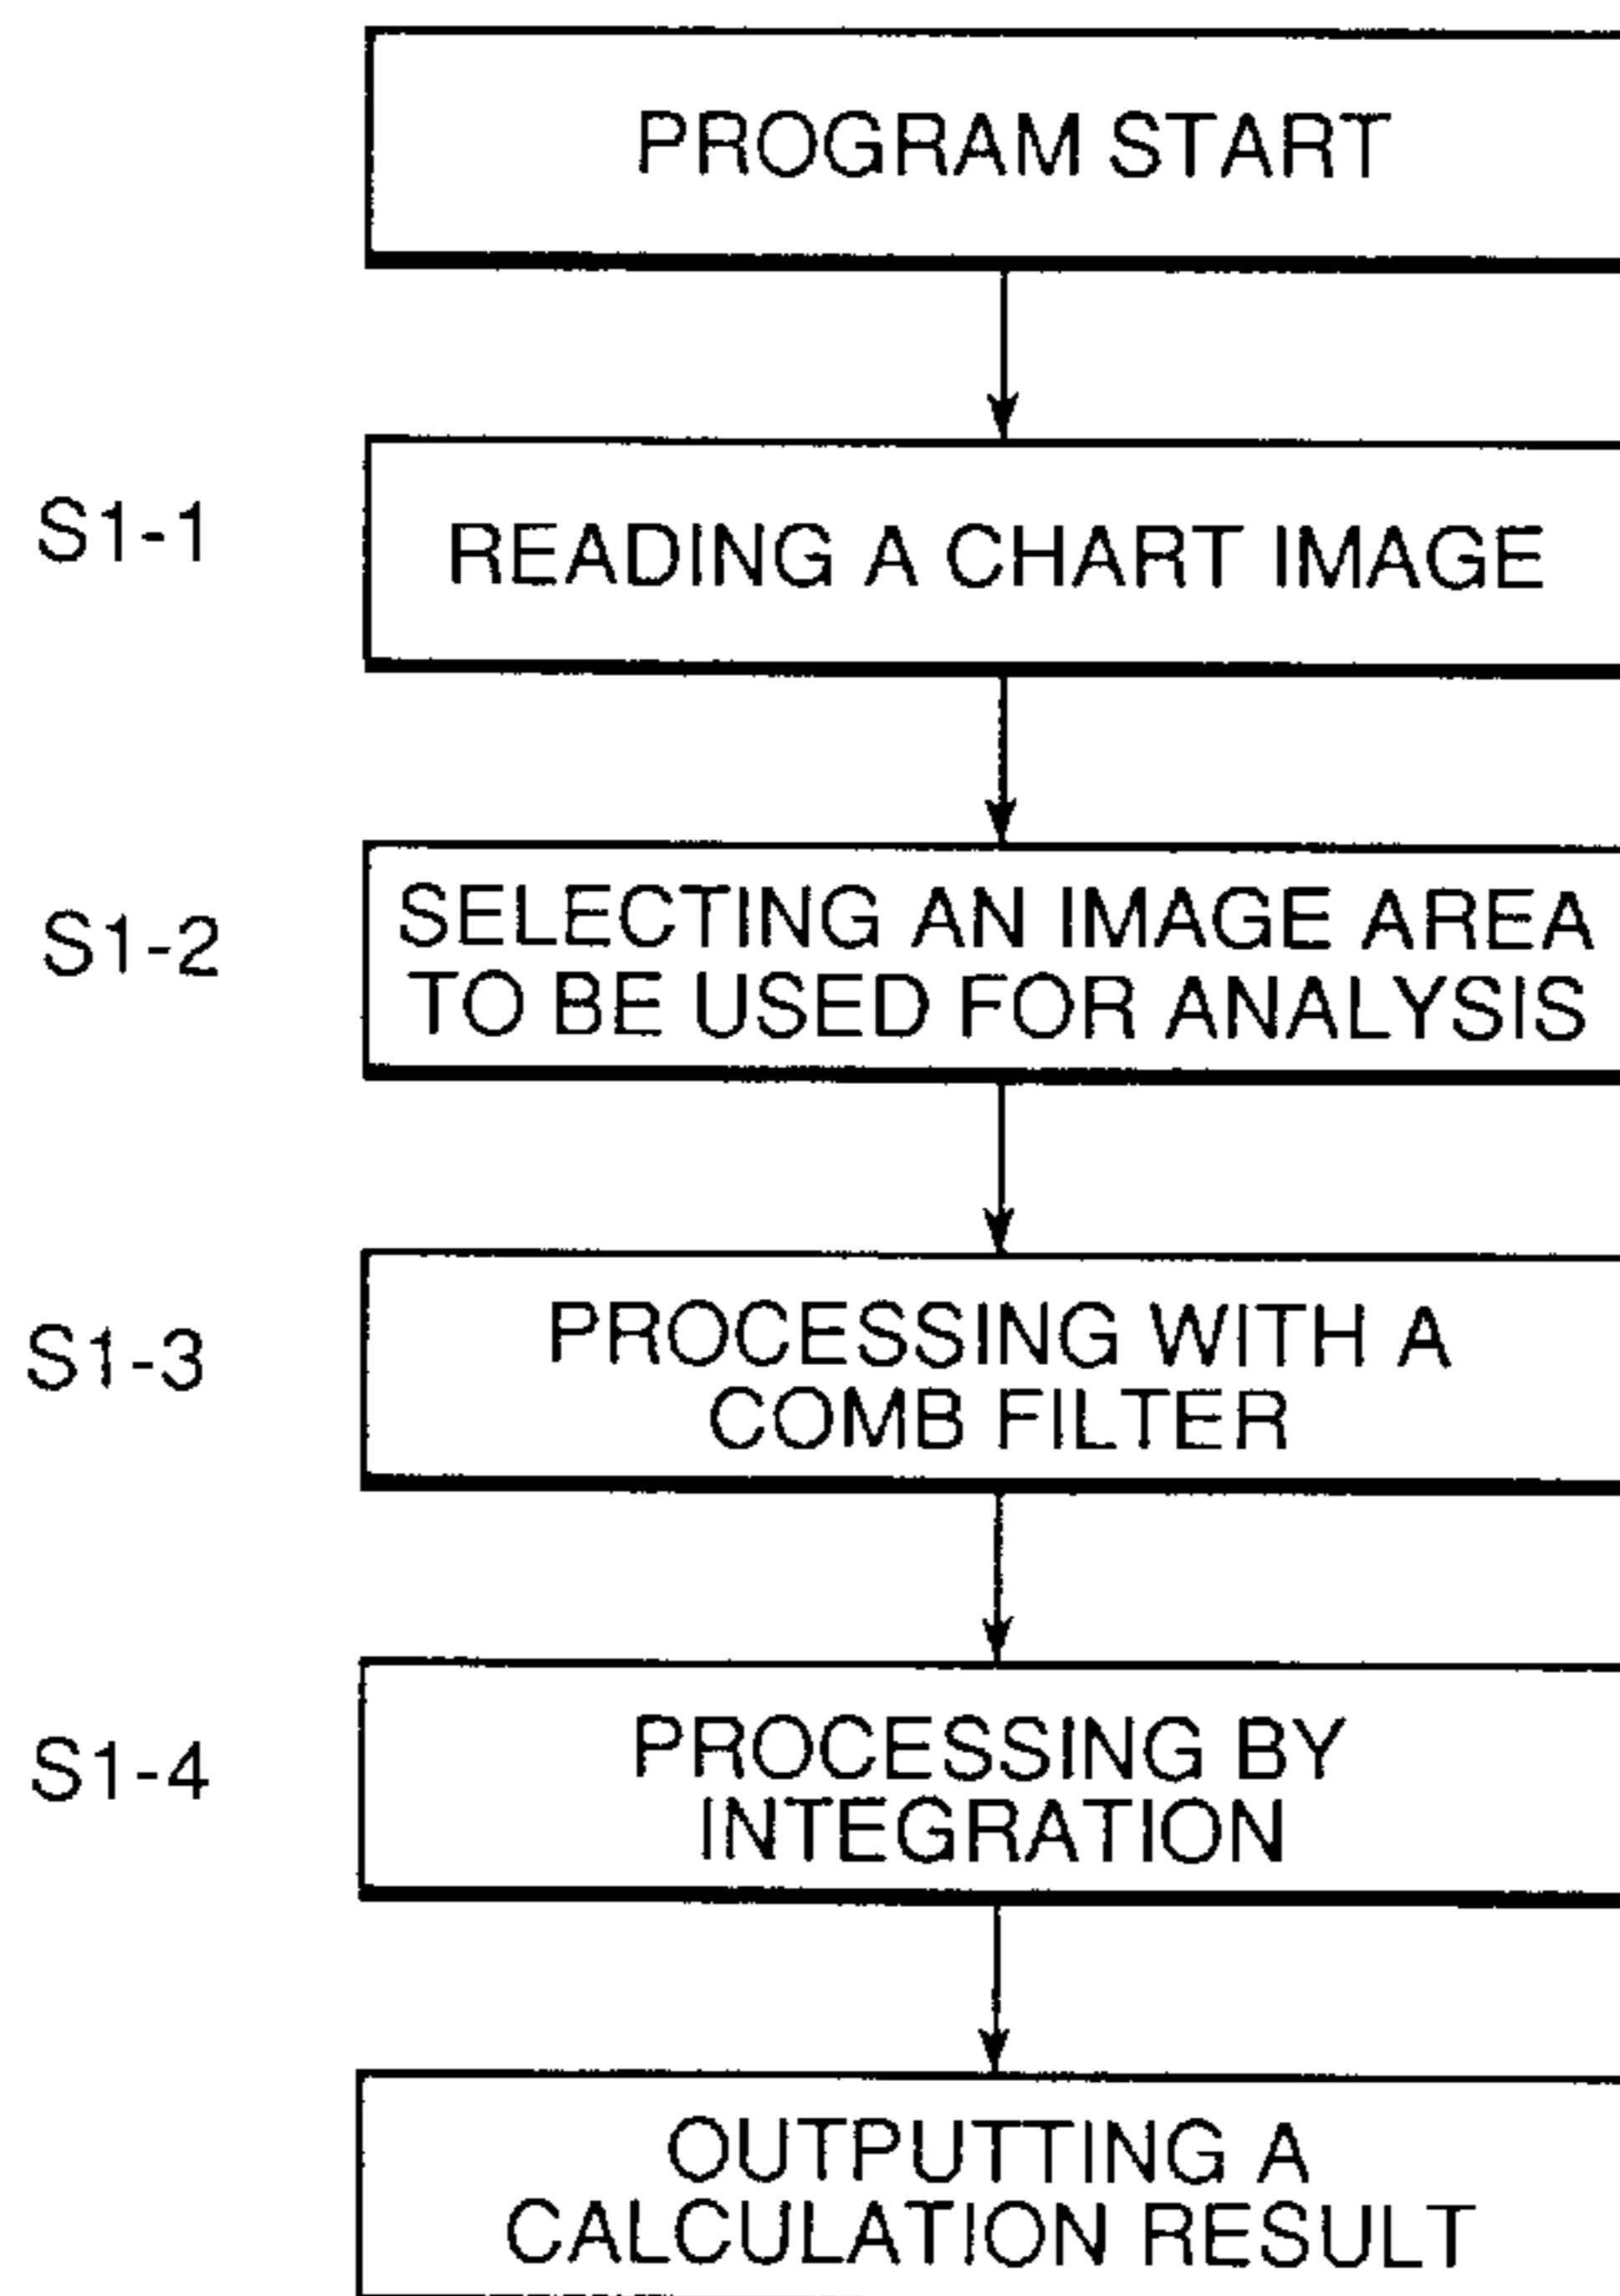 PROGRAM START
S1-1
READING A CHART IMAGE
S1-2
SELECTING AN IMAGE AREA
TO BE USED FOR ANALYSIS
S1-3
PROCESSING WITH A
COMB FILTER
S1-4
PROCESSING BY
INTEGRATION
OUTPUTTING A
CALCULATION RESULT